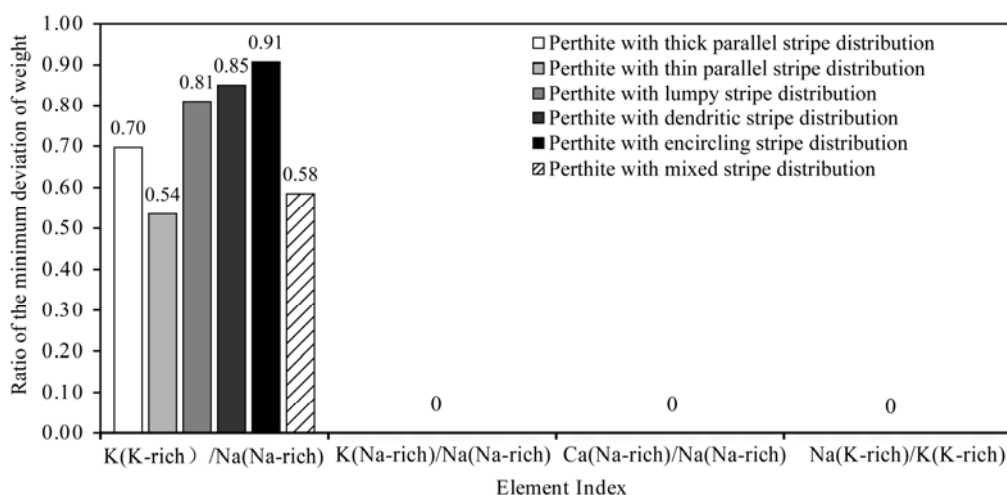 1.00
0.90
0.80
0.70
0.60
0.50
0.40
0.30
0.20
0.10
0.00
Ratio of the minimum deviation of weight
0.70
0.54
0.81
0.85
0.91
0.58
0
0
0
Perthite with thick parallel stripe distribution
Perthite with thin parallel stripe distribution
Perthite with lumpy stripe distribution
Perthite with dendritic stripe distribution
Perthite with encircling stripe distribution
Perthite with mixed stripe distribution
K(K-rich） /Na(Na-rich) K(Na-rich)/Na(Na-rich) Ca(Na-rich)/Na(Na-rich) Na(K-rich)/K(K-rich)
Element Index